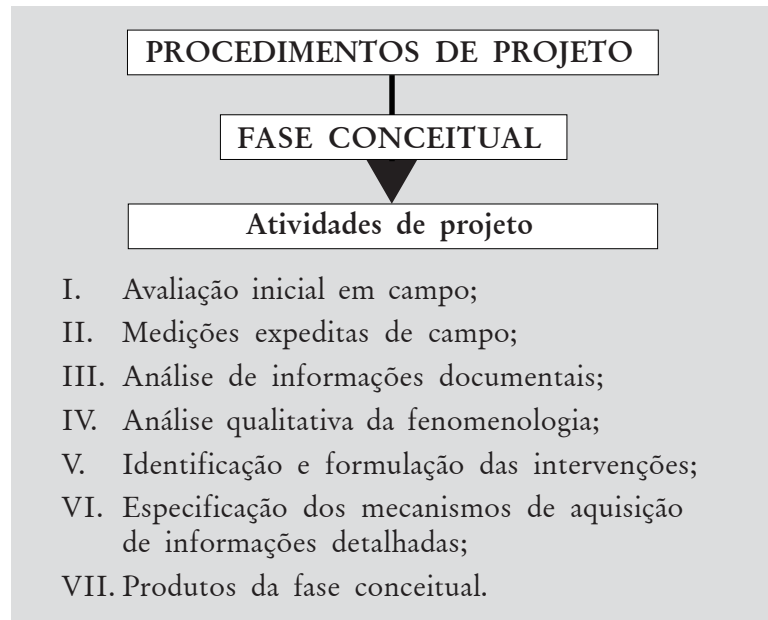 PROCEDIMENTOS DE PROJETO
FASE CONCEITUAL
Atividades de projeto
I. Avaliação inicial em campo;
II. Medições expeditas de campo;
III. Análise de informações documentais;
IV. Análise qualitativa da fenomenologia;
V. Identificação e formulação das intervenções;
VI. Especificação dos mecanismos de aquisição
de informações detalhadas;
VII. Produtos da fase conceitual.